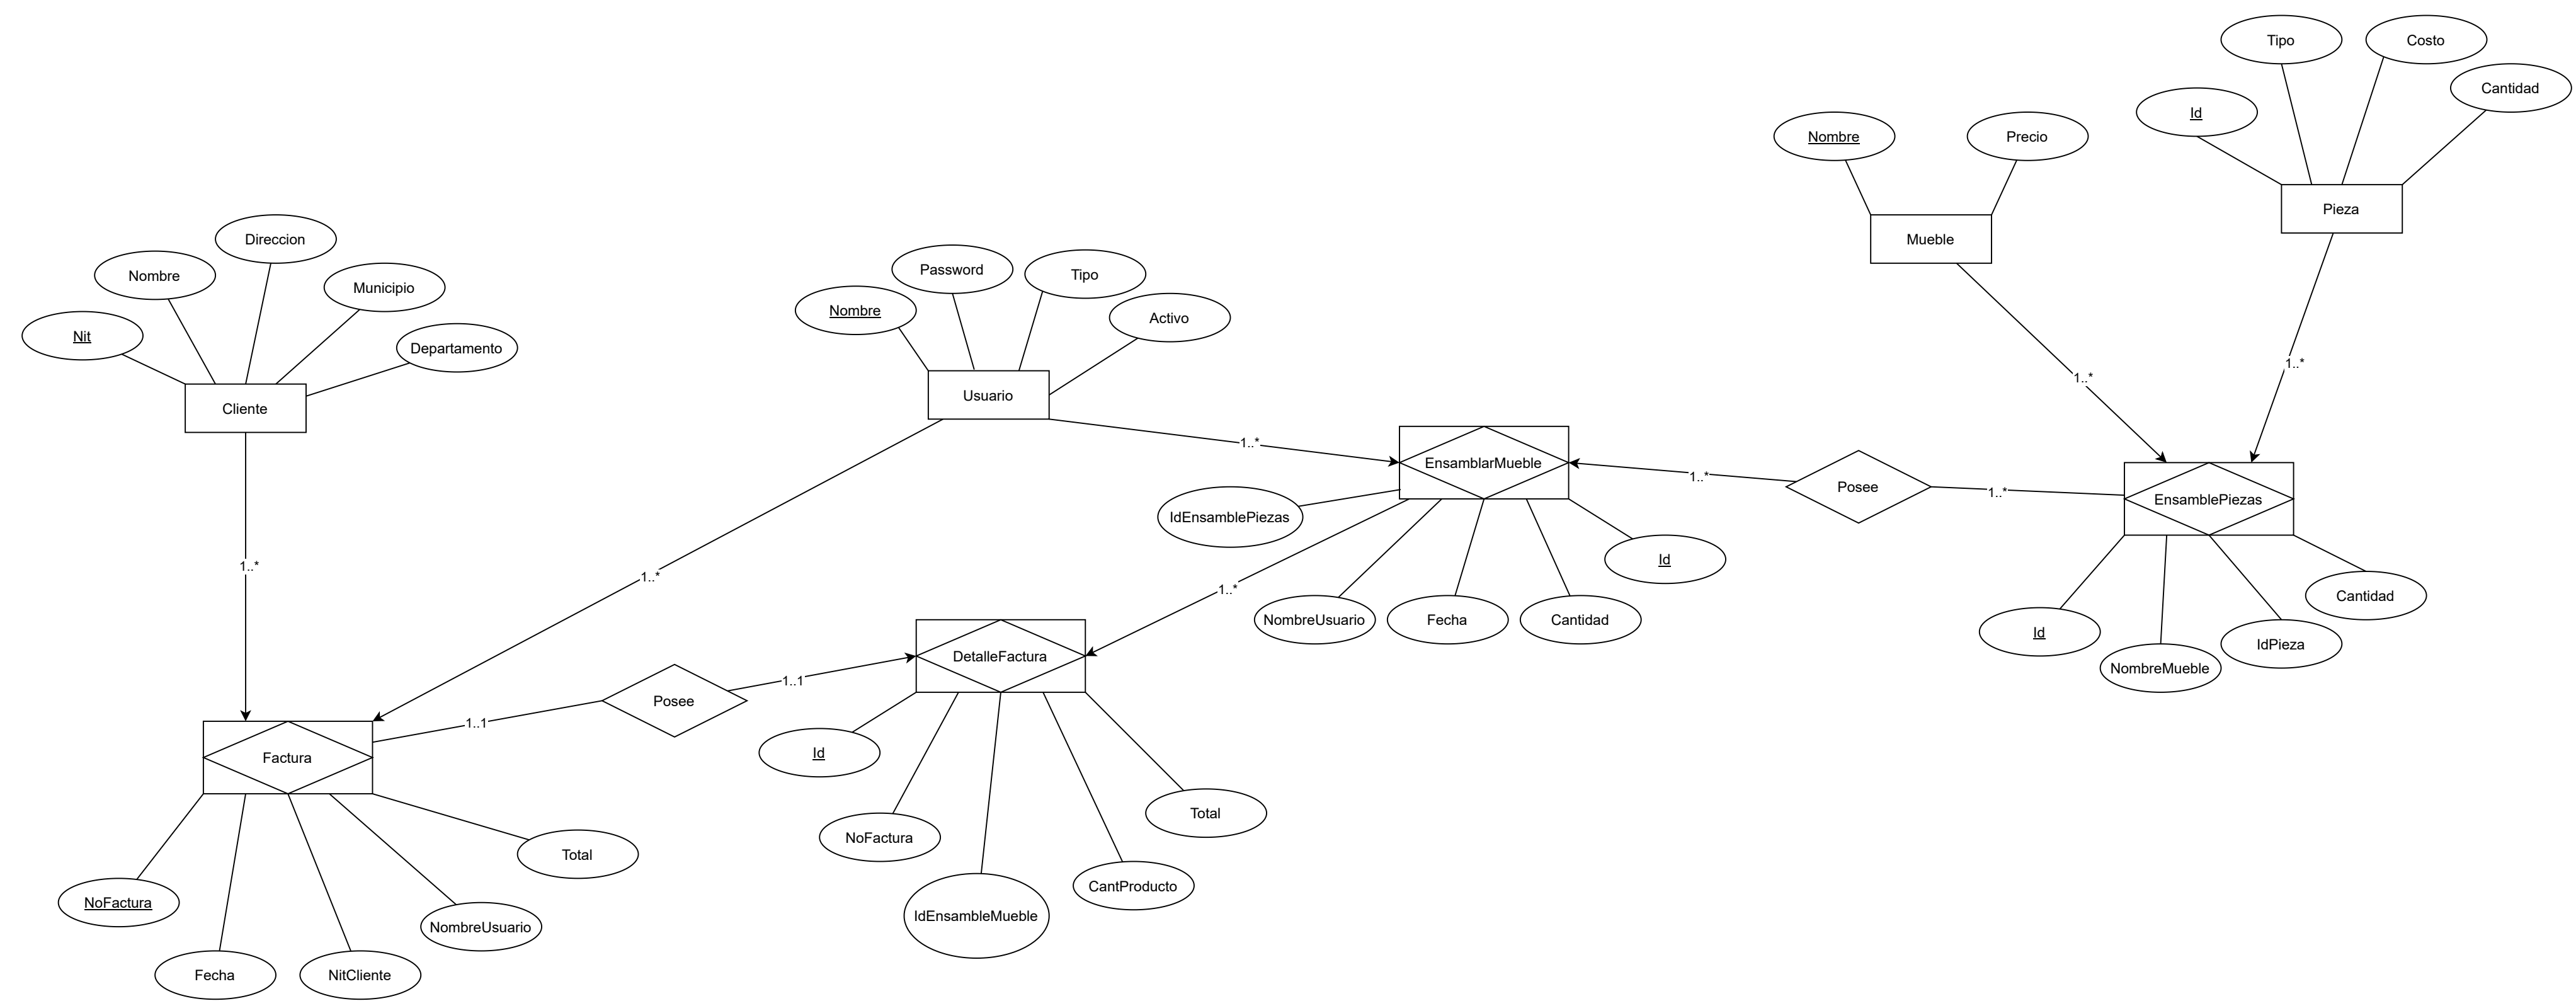 Tipo
Costo
Cantidad
Id
Nombre
Precio
Pieza
Mueble
Direccion
Nombre
Municipio
Nit
Departamento
Cliente
Password
Tipo
Nombre
Activo
Usuario
1..*
1..*
1..*
EnsamblarMueble
1..*
Posee
1..*
EnsamblePiezas
IdEnsamblePiezas
Id
NombreUsuario
Fecha
Cantidad
Cantidad
Id
IdPieza
NombreMueble
1..*
1..*
1..*
DetalleFactura
1..1
Posee
1..1
Factura
Id
Total
NoFactura
CantProducto
IdEnsambleMueble
Total
NoFactura
NombreUsuario
Fecha
NitCliente